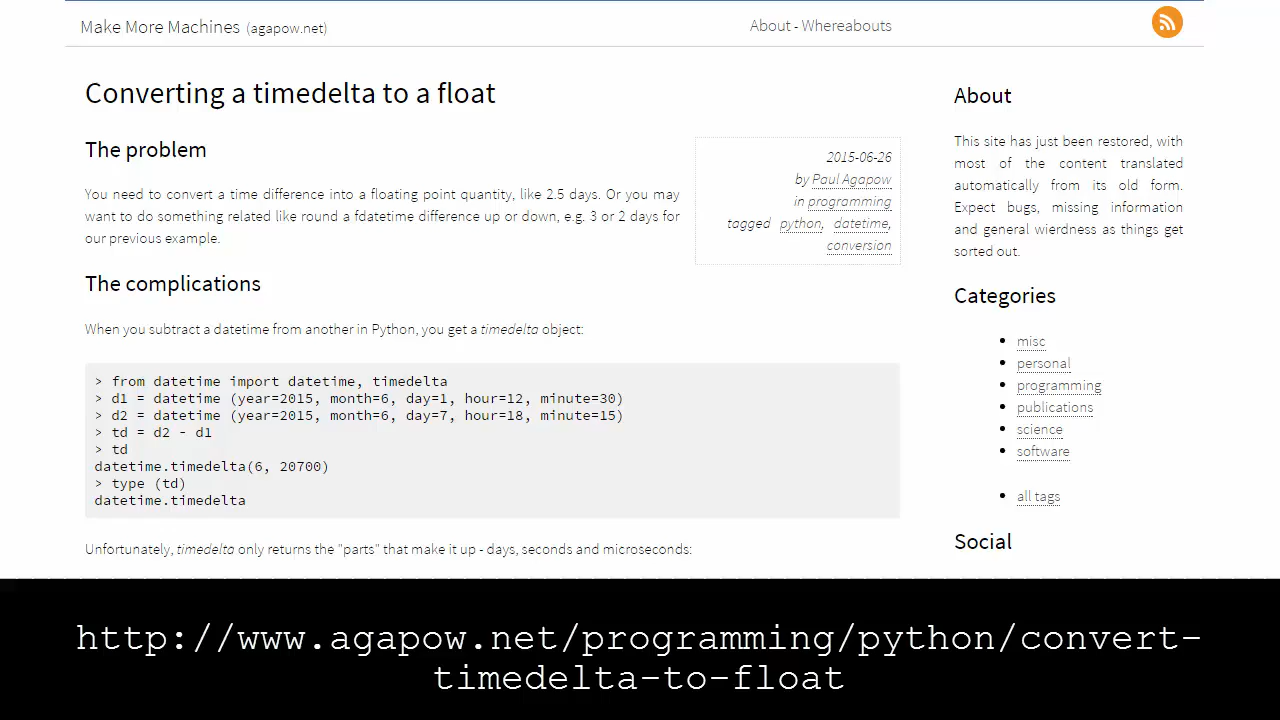 Make More Machines (agapow.net)
About - Whereabouts
Converting a timedelta to a float
The problem
2015-06-26
by Paul Agapow
in programming
tagged python, datetime,
conversion
You need to convert a time difference into a floating point quantity, like 2.5 days. Or you may
want to do something related like round a fdatetime difference up or down, e.g. 3 or 2 days for
our previous example.
The complications
When you subtract a datetime from another in Python, you get a timedelta object:
> from datetime import datetime, timedelta
> d1 = datetime (year=2015, month=6, day=1, hour=12, minute=30)
> d2 = datetime (year=2015, month=6, day=7, hour=18, minute=15)
> td = d2 - d1
> td
datetime.timedelta(6, 20700)
> type (td)
datetime.timedelta
Unfortunately, timedelta only returns the "parts" that make it up - days, seconds and microseconds:
About
This site has just been restored, with
most of the content translated
automatically from its old form.
Expect bugs, missing information
and general wierdness as things get
sorted out.
Categories
misc
personal
programming
publications
science
software
all tags
Social
http://www.agapow.net/programming/python/convert-
timedelta-to-float